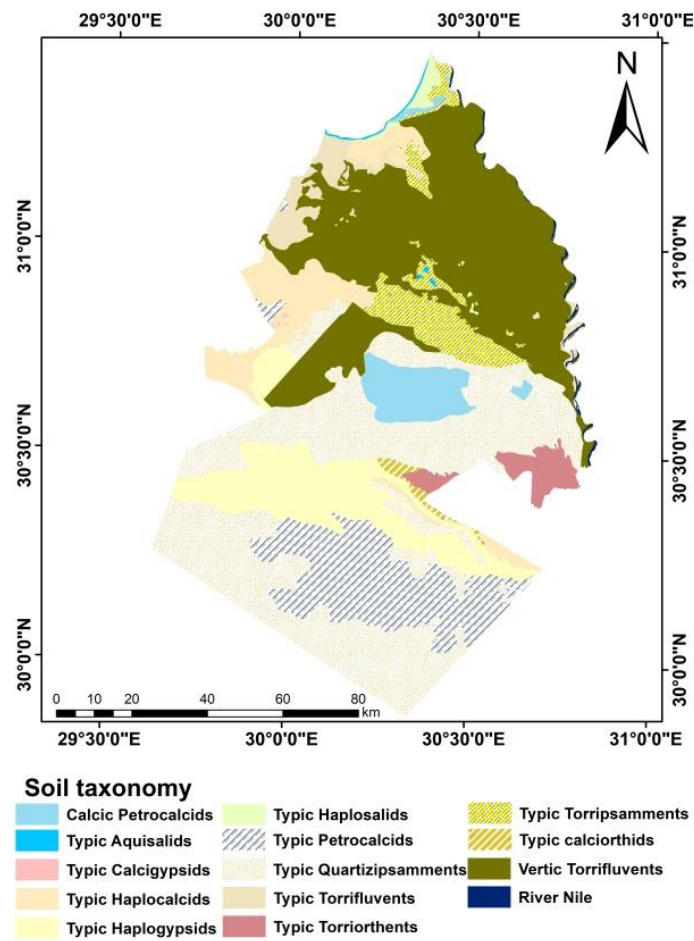 29°30'0"E 30°0'0"E 30°30'0"E 31°0'0"E
N
31°0'0"N 31°0'0"N
30°30'0"N 30°30'0"N
30°0'0"N 30°0'0"N
0 10 20 40 60 80
km
29°30'0"E 30°0'0"E 30°30'0"E 31°0'0"E
Soil taxonomy
Calcic Petrocalcids Typic Haplosalids Typic Torripsamments
Typic Aquisalids Typic Petrocalcids Typic calciorthids
Typic Calcigypsids Typic Quartizipsamments Vertic Torrifluvents
Typic Haplocalcids Typic Torrifluvents River Nile
Typic Haplogypsids Typic Torriorthents